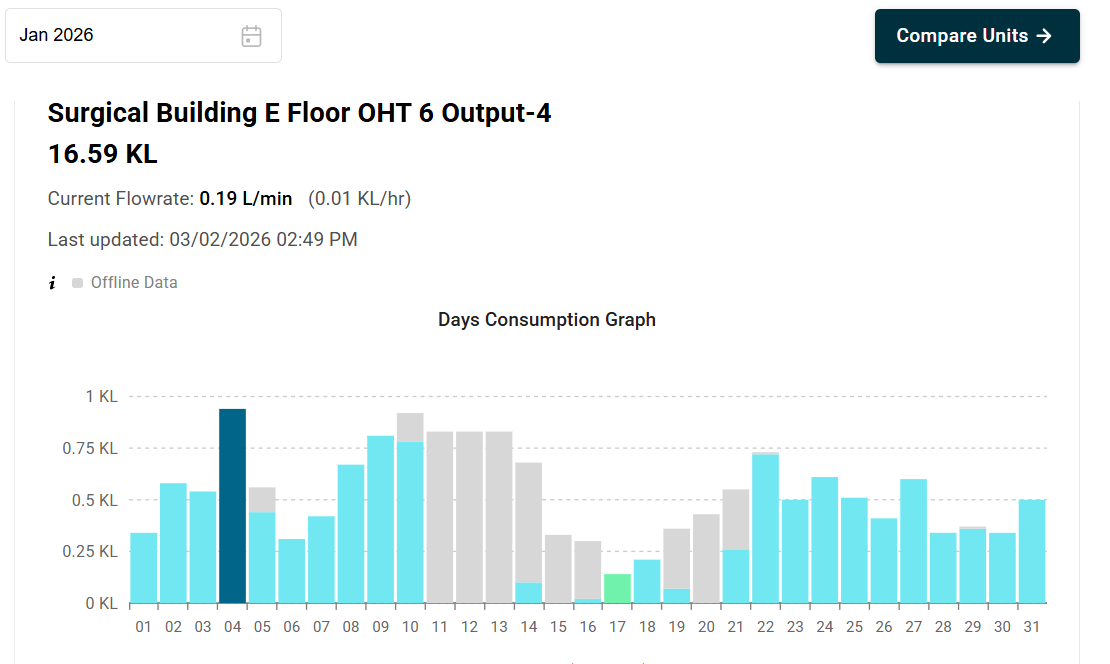 Jan 2026
Compare Units →
Surgical Building E Floor OHT 6 Output-4
16.59 KL
Current Flowrate: 0.19 L/min (0.01 KL/hr)
Last updated: 03/02/2026 02:49 PM
i Offline Data
Days Consumption Graph
1 KL
0.75 KL
0.5 KL
0.25 KL
0 KL
01 02 03 04 05 06 07 08 09 10 11 12 13 14 15 16 17 18 19 20 21 22 23 24 25 26 27 28 29 30 31